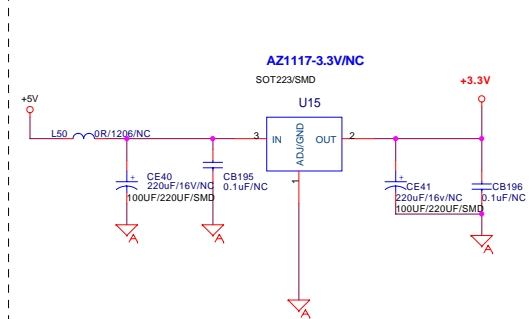 AZ1117-3.3V/NC
SOT223/SMD
+3.3V
+5V
U15
L50
0R/1206/NC
3
IN
OUT
2
ADJ/GND
1
+
CE40
220uF/16V/NC
100UF/220UF/SMD
CB195
0.1uF/NC
+
CE41
220uF/16v/NC
100UF/220UF/SMD
CB196
0.1uF/NC
A
A
A
A